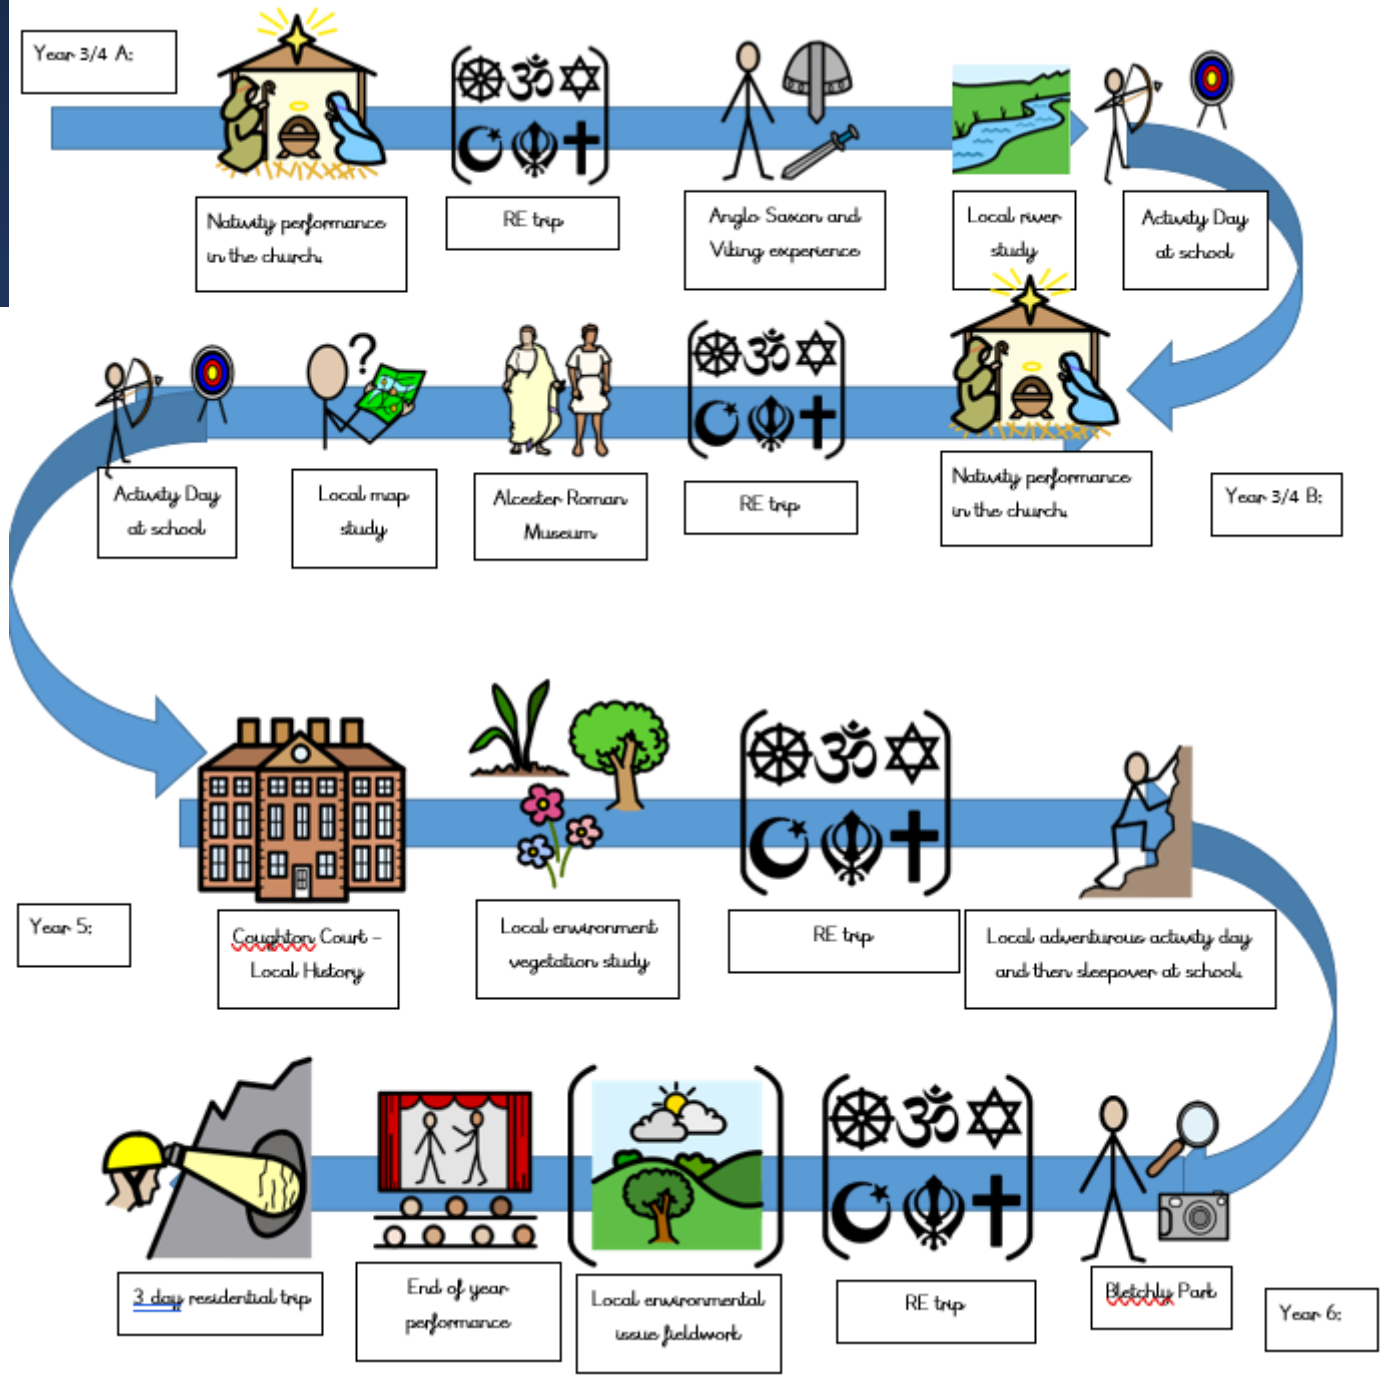 Year 3/4 A:
Nativity performance
in the church.
RE trip
Anglo Saxon and
Viking experience
Local river
study
Activity Day
at school
Year 3/4 B:
Nativity performance
in the church.
RE trip
Alcester Roman
Museum
Local map
study
Activity Day
at school
Year 5:
Coughton Court –
Local History
Local environment
vegetation study
RE trip
Local adventurous activity day
and then sleepover at school.
Year 6:
Bletchly Park
RE trip
Local environmental
issue fieldwork
End of year
performance
3 day residential trip